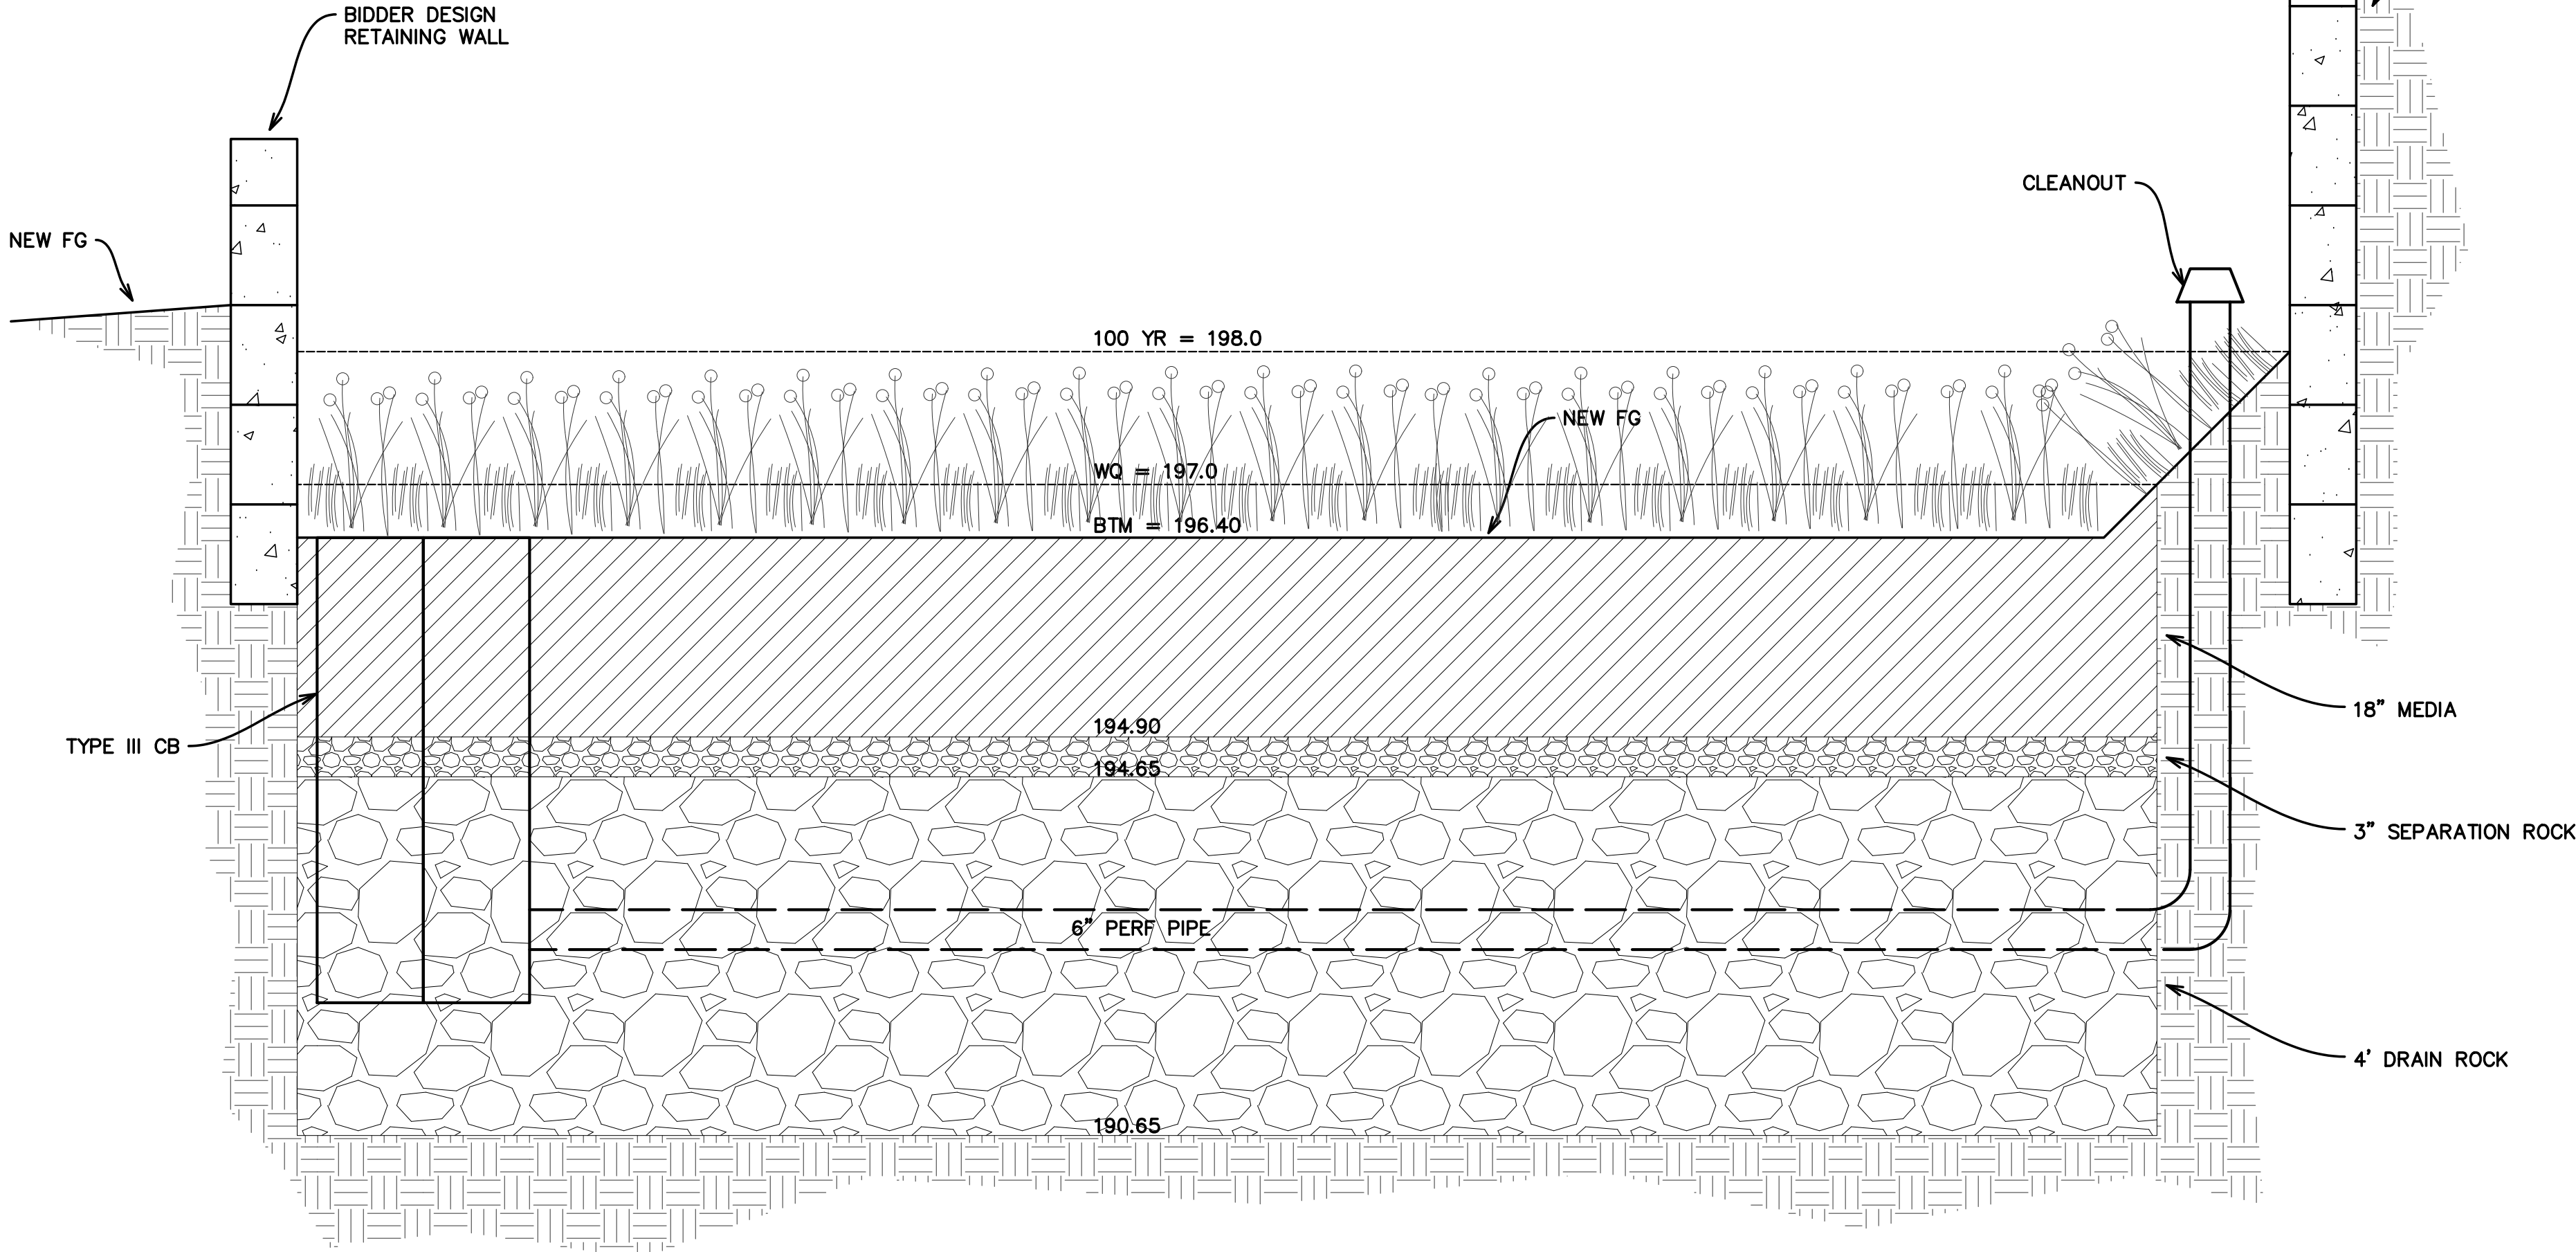 BIDDER DESIGN
RETAINING WALL
CLEANOUT
NEW FG
100 YR = 198.0
NEW FG
WQ = 197.0
BTM = 196.40
18” MEDIA
194.90
TYPE III CB
194.65
3” SEPARATION ROCK
6” PERF PIPE
4' DRAIN ROCK
190.65